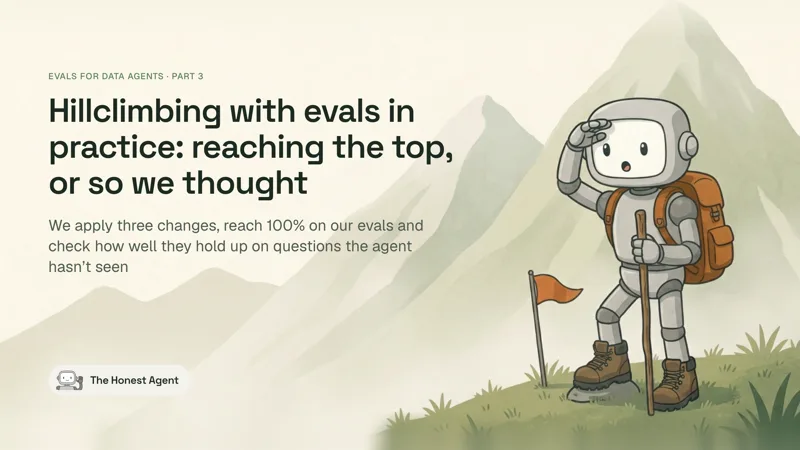 EVALS FOR DATA AGENTS · PART 3
Hillclimbing with evals in
practice: reaching the top,
or so we thought
We apply three changes, reach 100% on our evals and
check how well they hold up on questions the agent
hasn’t seen
The Honest Agent